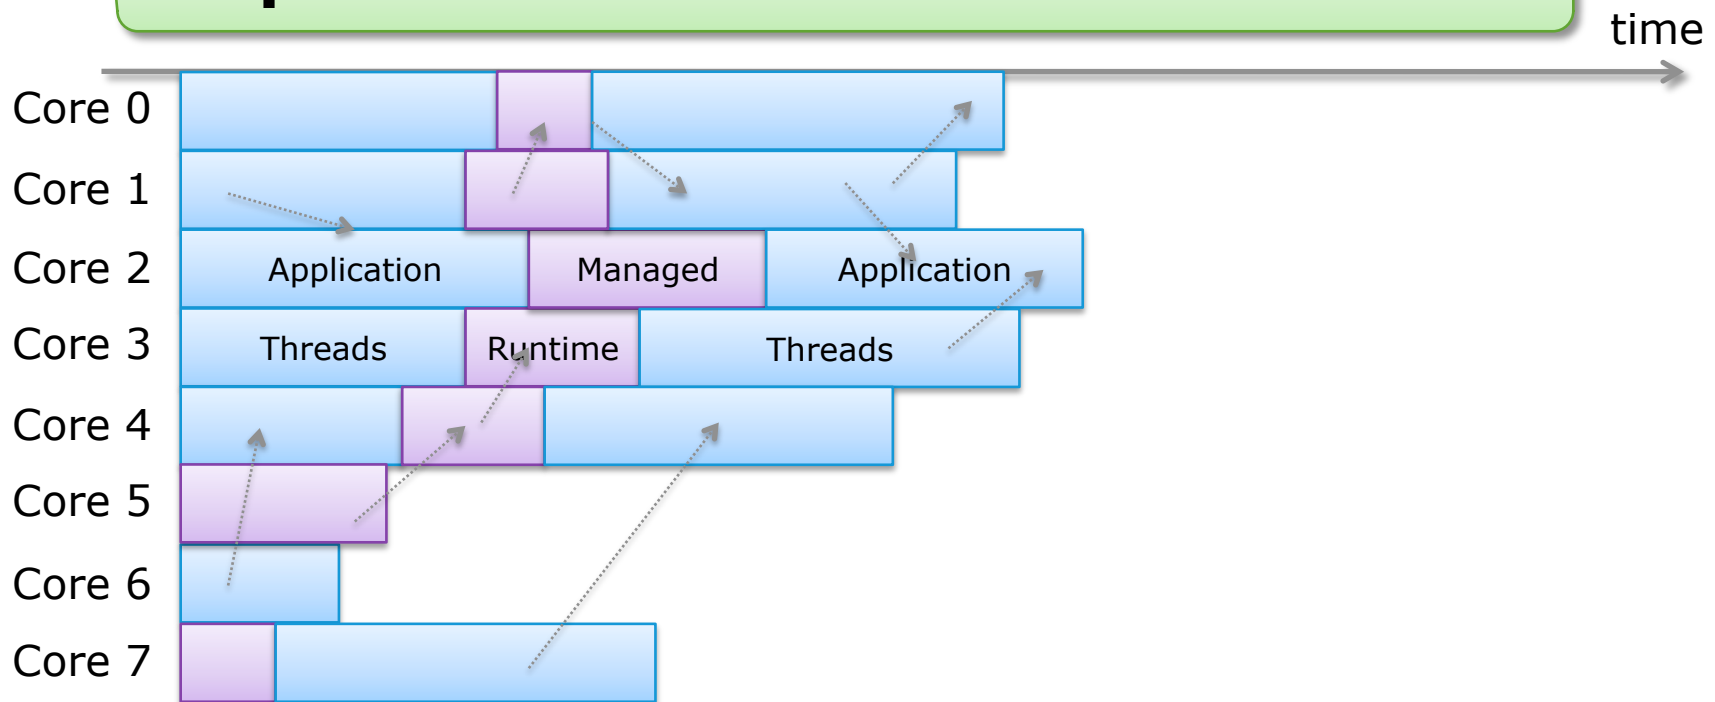 time
Core 0
Core 1
Core 2
Application
Managed
Application
Core 3
Threads
Runtime
Threads
Core 4
Core 5
Core 6
Core 7